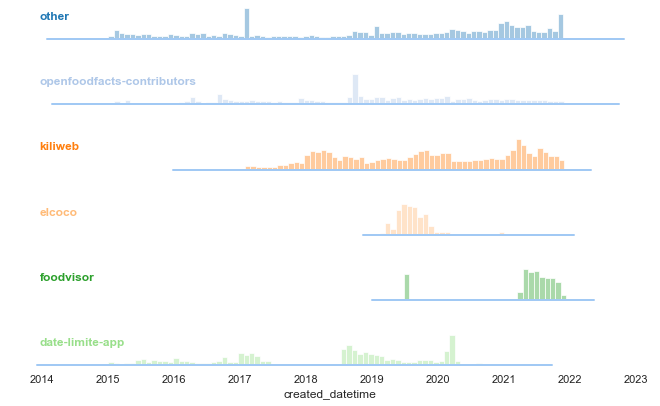 other
openfoodfacts-contributors
kiliweb
elcoco
foodvisor
date-limite-app
2014 2015 2016 2017 2018 2019 2020 2021 2022 2023
created_datetime